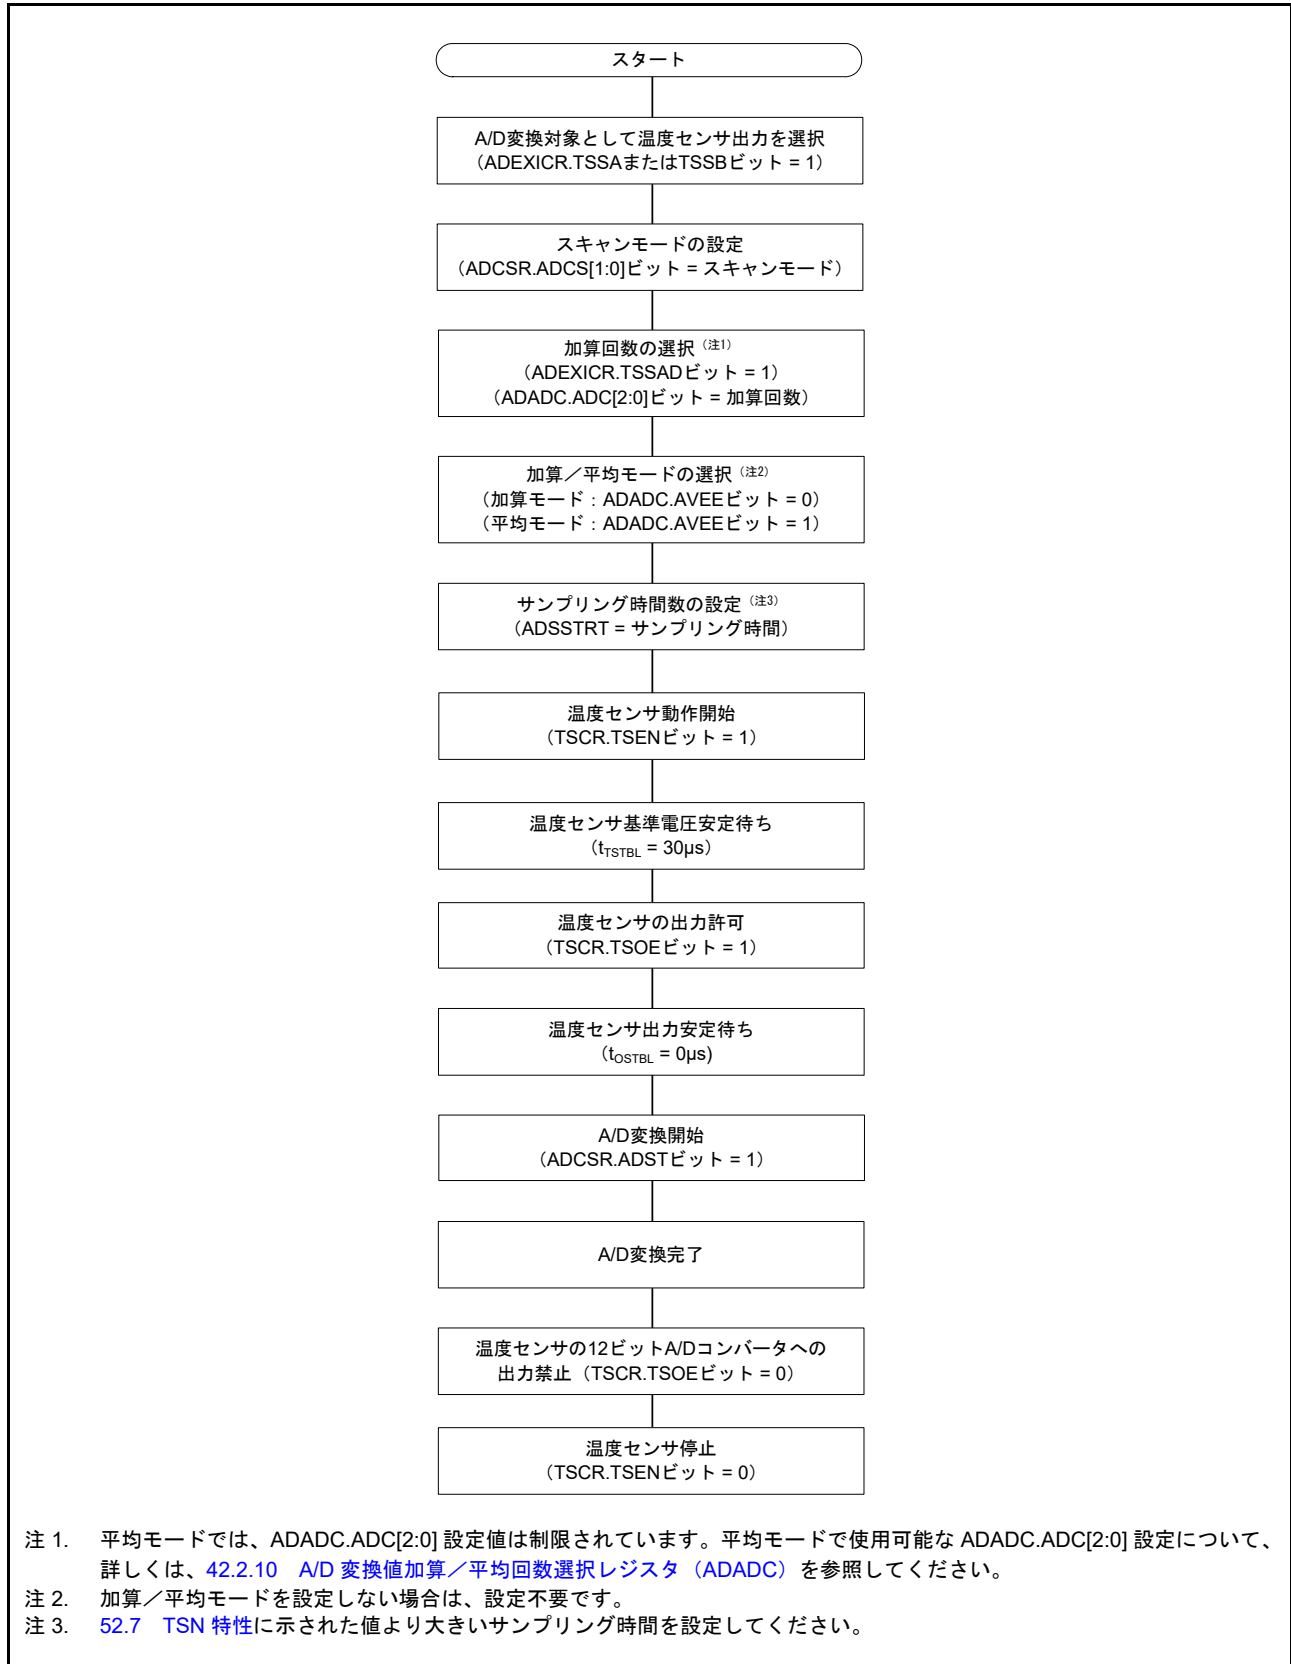 スタート
A/D変換対象として温度センサ出力を選択
（ADEXICR.TSSAまたはTSSBビット = 1）
スキャンモードの設定
（ADCSR.ADCS[1:0]ビット = スキャンモード）
加算回数の選択（注1）
（ADEXICR.TSSADビット = 1）
（ADADC.ADC[2:0]ビット = 加算回数）
加算／平均モードの選択（注2）
（加算モード：ADADC.AVEEビット = 0）
（平均モード：ADADC.AVEEビット = 1）
サンプリング時間数の設定（注3）
（ADSSTRT = サンプリング時間）
温度センサ動作開始
（TSCR.TSENビット = 1）
温度センサ基準電圧安定待ち
（tTSTBL = 30µs）
温度センサの出力許可
（TSCR.TSOEビット = 1）
温度センサ出力安定待ち
（tOSTBL = 0µs)
A/D変換開始
（ADCSR.ADSTビット = 1）
A/D変換完了
温度センサの12ビットA/Dコンバータへの
出力禁止（TSCR.TSOEビット = 0）
温度センサ停止
（TSCR.TSENビット = 0）
注 1. 平均モードでは、ADADC.ADC[2:0] 設定値は制限されています。平均モードで使用可能な ADADC.ADC[2:0] 設定について、
詳しくは、42.2.10 A/D 変換値加算／平均回数選択レジスタ（ADADC）を参照してください。
注 2. 加算／平均モードを設定しない場合は、設定不要です。
注 3. 52.7 TSN 特性に示された値より大きいサンプリング時間を設定してください。